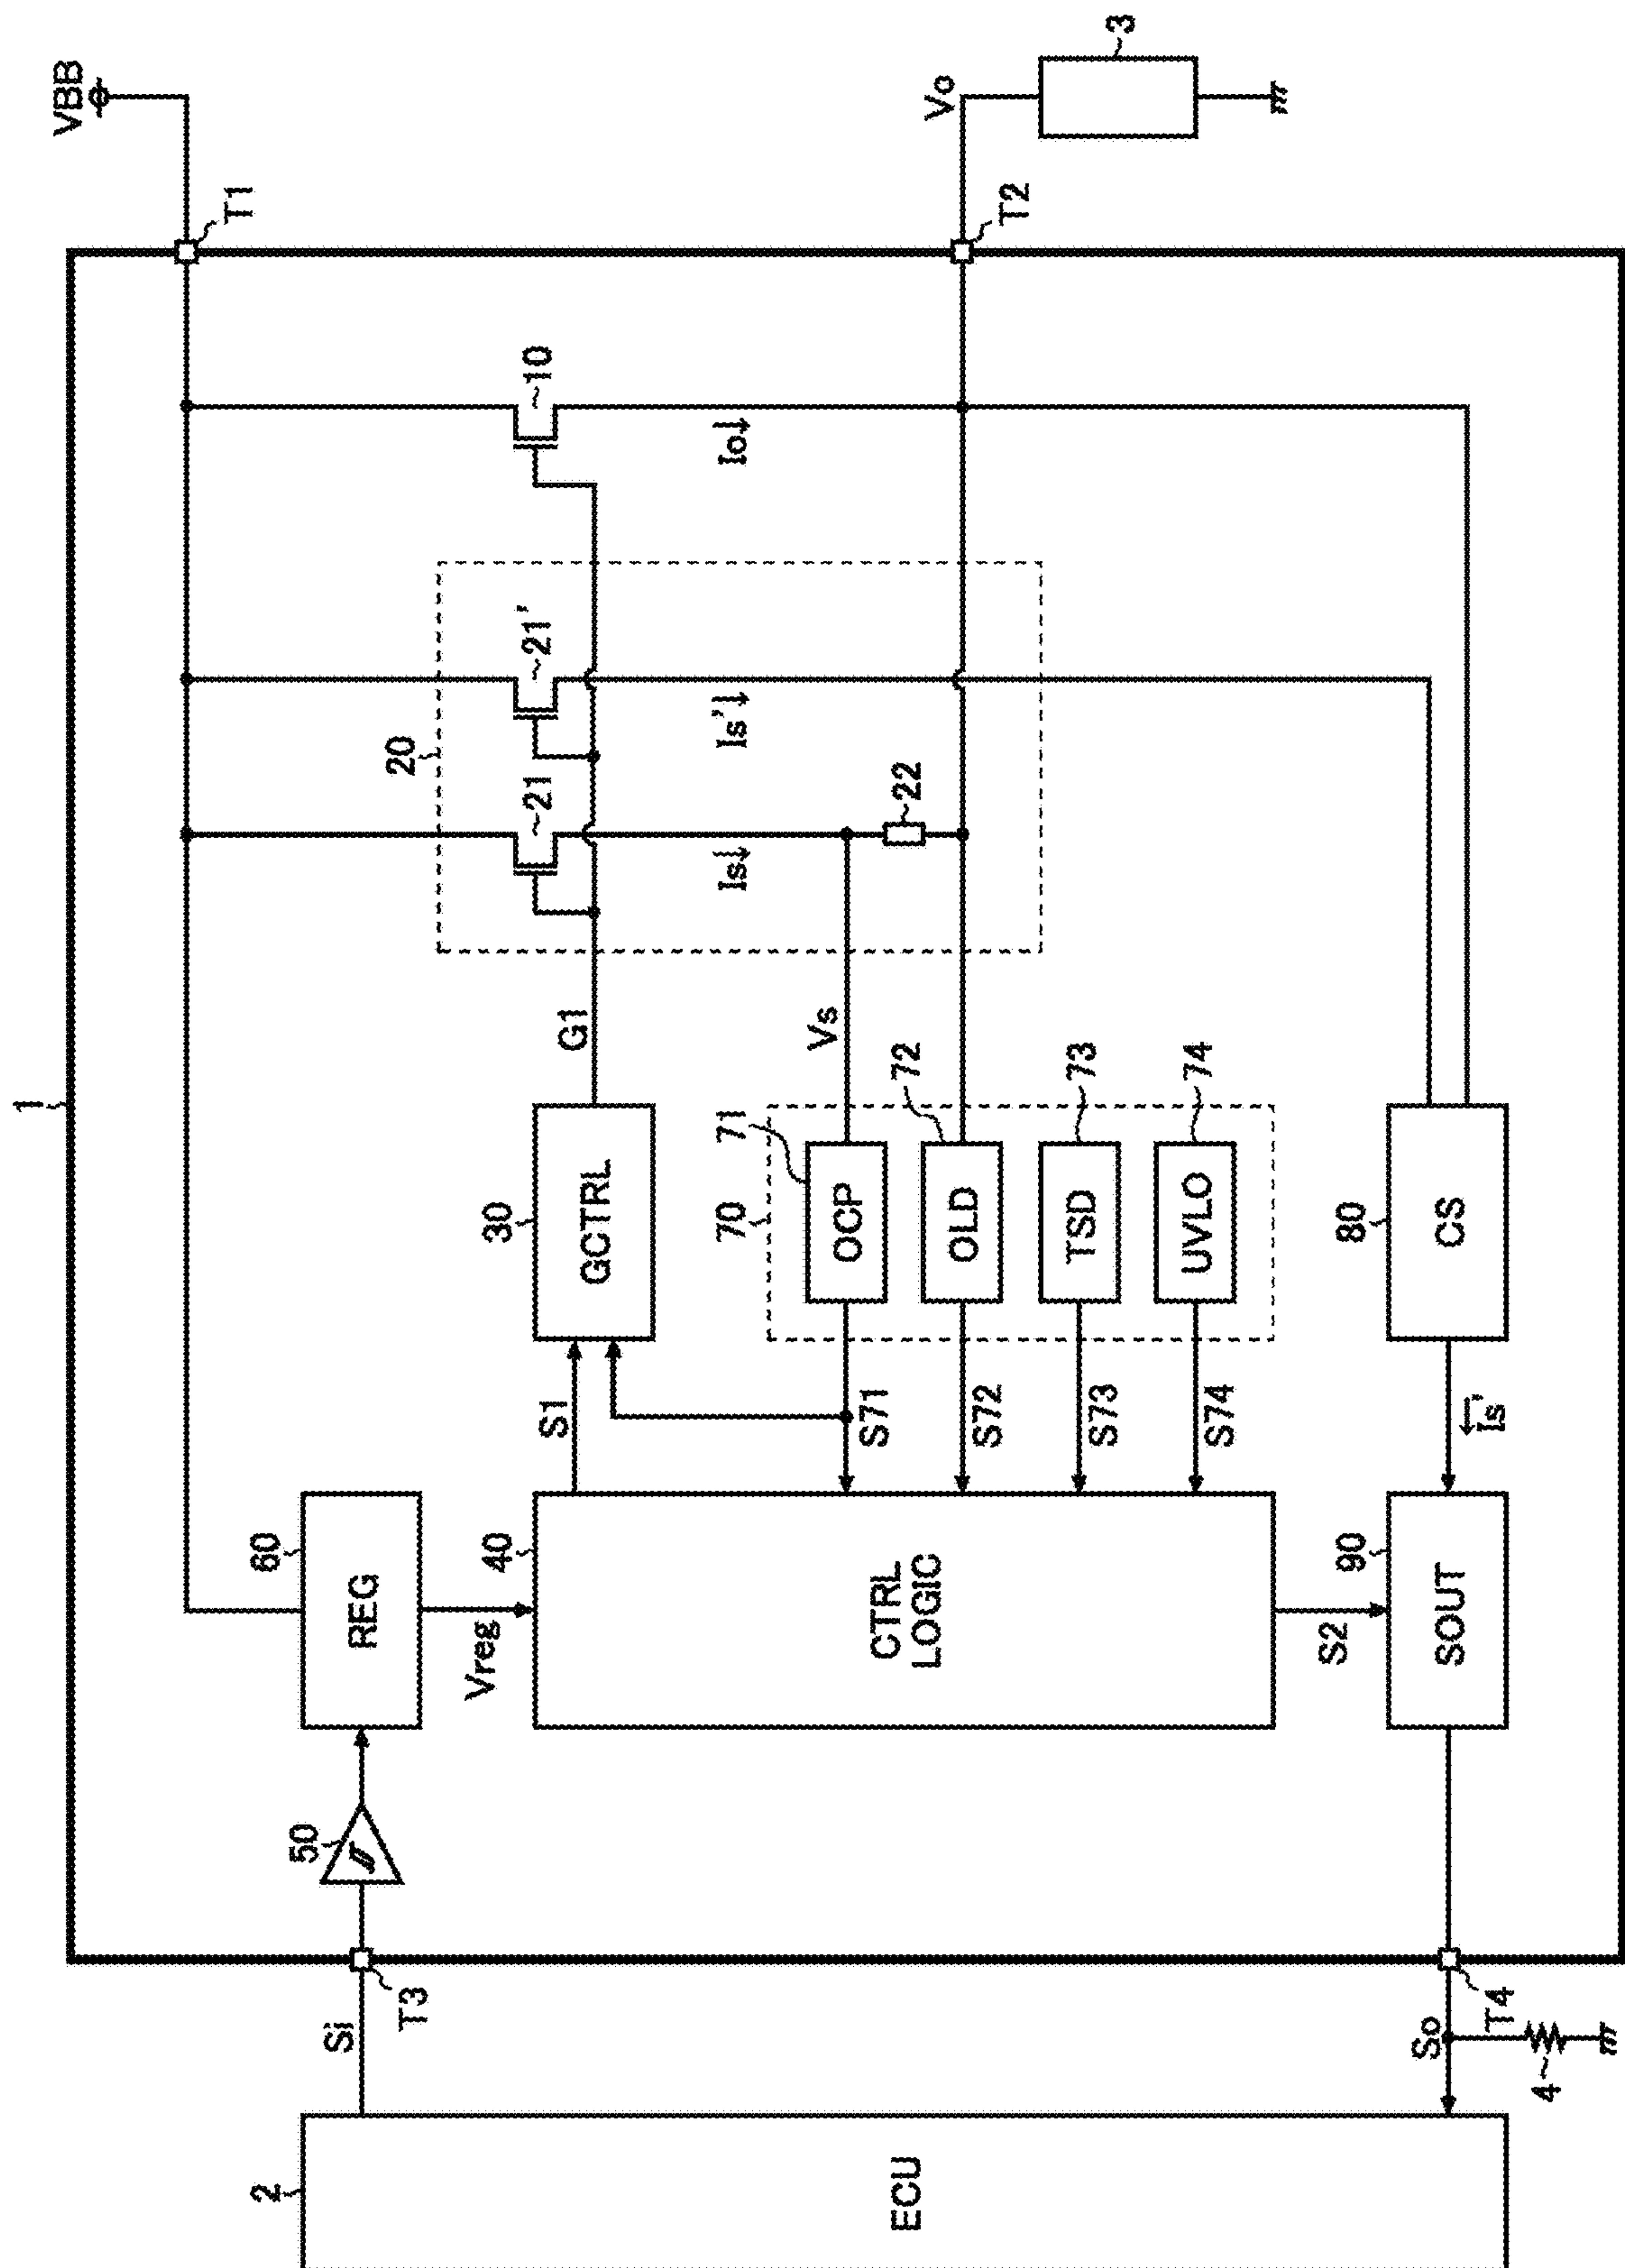 1
VBB
T1
60
REG
Vreg
50
Si
T3
2
ECU
30
GCTRL
G1
S1
20
21
21'
10
Is↓
Is'↓
Io↓
22
Vs
Vo
T2
3
40
CTRL
LOGIC
70
71
OCP
72
OLD
73
TSD
74
UVLO
S71
S72
S73
S74
S2
80
CS
Is'
90
SOUT
So
T4
4